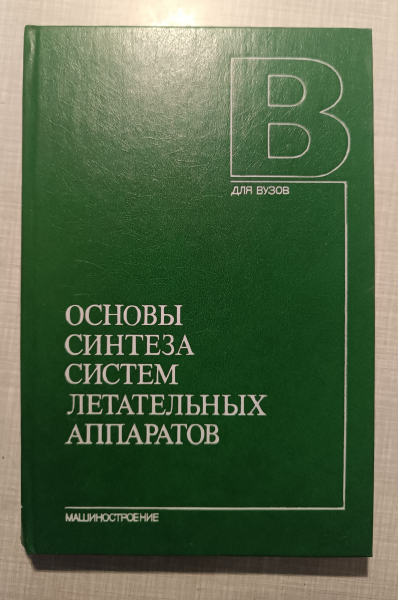 В
ДЛЯ ВУЗОВ
ОСНОВЫ
СИНТЕЗА
СИСТЕМ
ЛЕТАТЕЛЬНЫХ
АППАРАТОВ
МАШИНОСТРОЕНИЕ